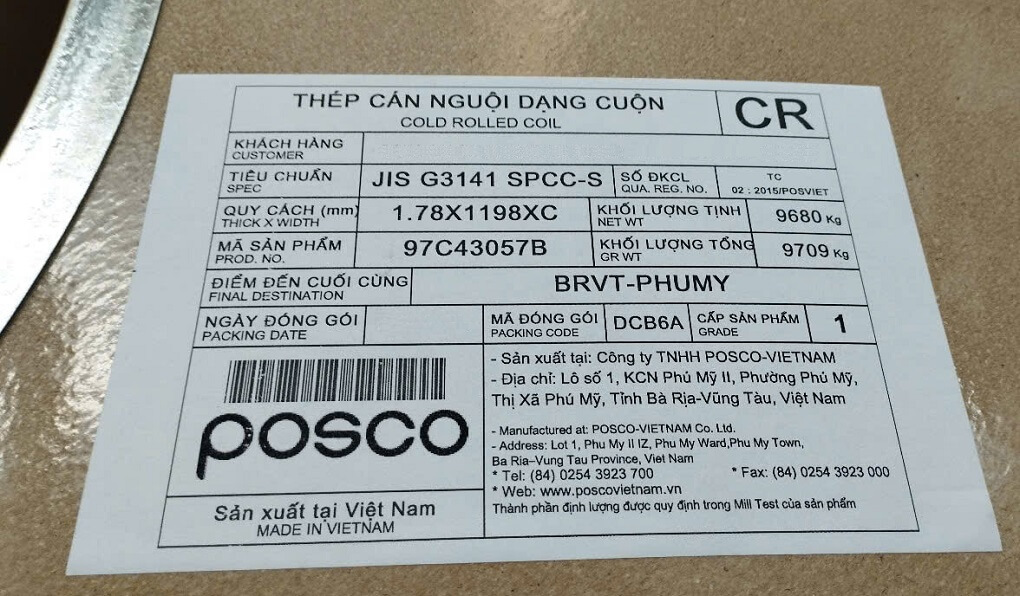 THÉP CÁN NGUỘI DẠNG CUỘN
COLD ROLLED COIL
CR
KHÁCH HÀNG
CUSTOMER
TIÊU CHUẨN
SPEC
JIS G3141 SPCC-S
SỐ ĐKCL
QUA. REG. NO.
TC
02 : 2015/POSVIET
QUY CÁCH (mm)
THICK X WIDTH
1.78X1198XC
KHỐI LƯỢNG TỊNH
NET WT
9680 Kg
MÃ SẢN PHẨM
PROD. NO.
97C43057B
KHỐI LƯỢNG TỔNG
GR WT
9709 Kg
ĐIỂM ĐẾN CUỐI CÙNG
FINAL DESTINATION
BRVT-PHUMY
NGÀY ĐÓNG GÓI
PACKING DATE
MÃ ĐÓNG GÓI
PACKING CODE
DCB6A
CẤP SẢN PHẨM
GRADE
1
posco
Sản xuất tại Việt Nam
MADE IN VIETNAM
- Sản xuất tại: Công ty TNHH POSCO-VIETNAM
- Địa chỉ: Lô số 1, KCN Phú Mỹ II, Phường Phú Mỹ,
Thị Xã Phú Mỹ, Tỉnh Bà Rịa-Vũng Tàu, Việt Nam
- Manufactured at: POSCO-VIETNAM Co. Ltd.
- Address: Lot 1, Phu My II IZ, Phu My Ward,Phu My Town,
Ba Ria-Vung Tau Province, Viet Nam
* Tel: (84) 0254 3923 700 * Fax: (84) 0254 3923 000
* Web: www.poscovietnam.vn
Thành phần định lượng được quy định trong Mill Test của sản phẩm